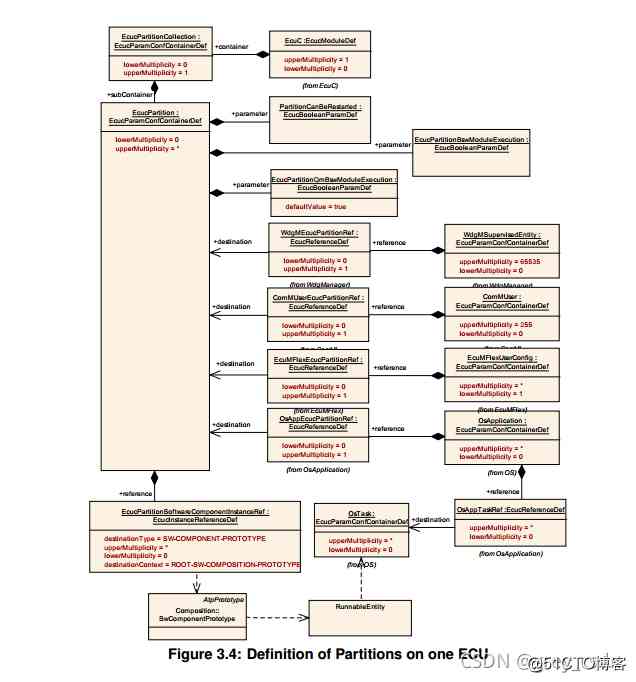 EcucPartitionCollection :
EcucParamConfContainerDef
lowerMultiplicity = 0
upperMultiplicity = 1
+container
EcuC :EcucModuleDef
upperMultiplicity = 1
lowerMultiplicity = 0
(from EcuC)
+subContainer
EcucPartition :
EcucParamConfContainerDef
lowerMultiplicity = 0
upperMultiplicity = *
+parameter
PartitionCanBeRestarted :
EcucBooleanParamDef
+parameter
EcucPartitionBswModuleExecution :
EcucBooleanParamDef
+parameter
EcucPartitionQmBswModuleExecution :
EcucBooleanParamDef
defaultValue = true
+destination
WdgMEcucPartitionRef :
EcucReferenceDef
lowerMultiplicity = 0
upperMultiplicity = 1
(from WdgManager)
+reference
WdgMSupervisedEntity :
EcucParamConfContainerDef
upperMultiplicity = 65535
lowerMultiplicity = 0
(from WdgManager)
+destination
ComMUserEcucPartitionRef :
EcucReferenceDef
lowerMultiplicity = 0
upperMultiplicity = 1
+reference
ComMUser :
EcucParamConfContainerDef
upperMultiplicity = 255
lowerMultiplicity = 0
+destination
EcuMFlexEcucPartitionRef :
EcucReferenceDef
lowerMultiplicity = 0
upperMultiplicity = 1
(from EcuMFlex)
+reference
EcuMFlexUserConfig :
EcucParamConfContainerDef
upperMultiplicity = *
lowerMultiplicity = 1
(from EcuMFlex)
+destination
OsAppEcucPartitionRef :
EcucReferenceDef
lowerMultiplicity = 0
upperMultiplicity = 1
(from OsApplication)
+reference
OsApplication :
EcucParamConfContainerDef
upperMultiplicity = *
lowerMultiplicity = 0
(from OS)
+reference
+reference
EcucPartitionSoftwareComponentInstanceRef :
EcucInstanceReferenceDef
destinationType = SW-COMPONENT-PROTOTYPE
upperMultiplicity = *
lowerMultiplicity = 0
destinationContext = ROOT-SW-COMPOSITION-PROTOTYPE
OsTask :
EcucParamConfContainerDef
upperMultiplicity = *
lowerMultiplicity = 0
(from OS)
+destination
OsAppTaskRef :EcucReferenceDef
upperMultiplicity = *
lowerMultiplicity = 0
(from OsApplication)
AtpPrototype
Composition::
SwComponentPrototype
RunnableEntity
Figure 3.4: Definition of Partitions on one ECU
CSDN
@51CTO博客